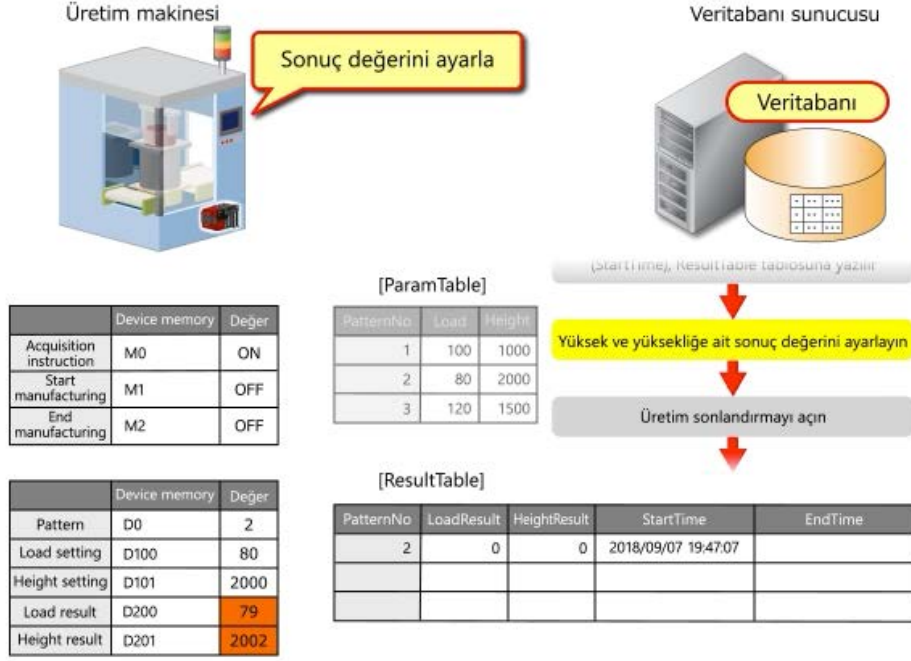 Üretim makinesi
Veritabanı sunucusu
Sonuç değerini ayarla
Veritabanı
(StartTime), ResultTable tablosuna yazılır
[ParamTable]
Yüksek ve yüksekliğe ait sonuç değerini ayarlayın
Üretim sonlandırmayı açın
PatternNo Load Height
1 100 1000
2 80 2000
3 120 1500
Device memory Değer
Acquisition
instruction M0 ON
Start
manufacturing M1 OFF
End
manufacturing M2 OFF
Device memory Değer
Pattern D0 2
Load setting D100 80
Height setting D101 2000
Load result D200 79
Height result D201 2002
[ResultTable]
PatternNo LoadResult HeightResult StartTime EndTime
2 0 0 2018/09/07 19:47:07